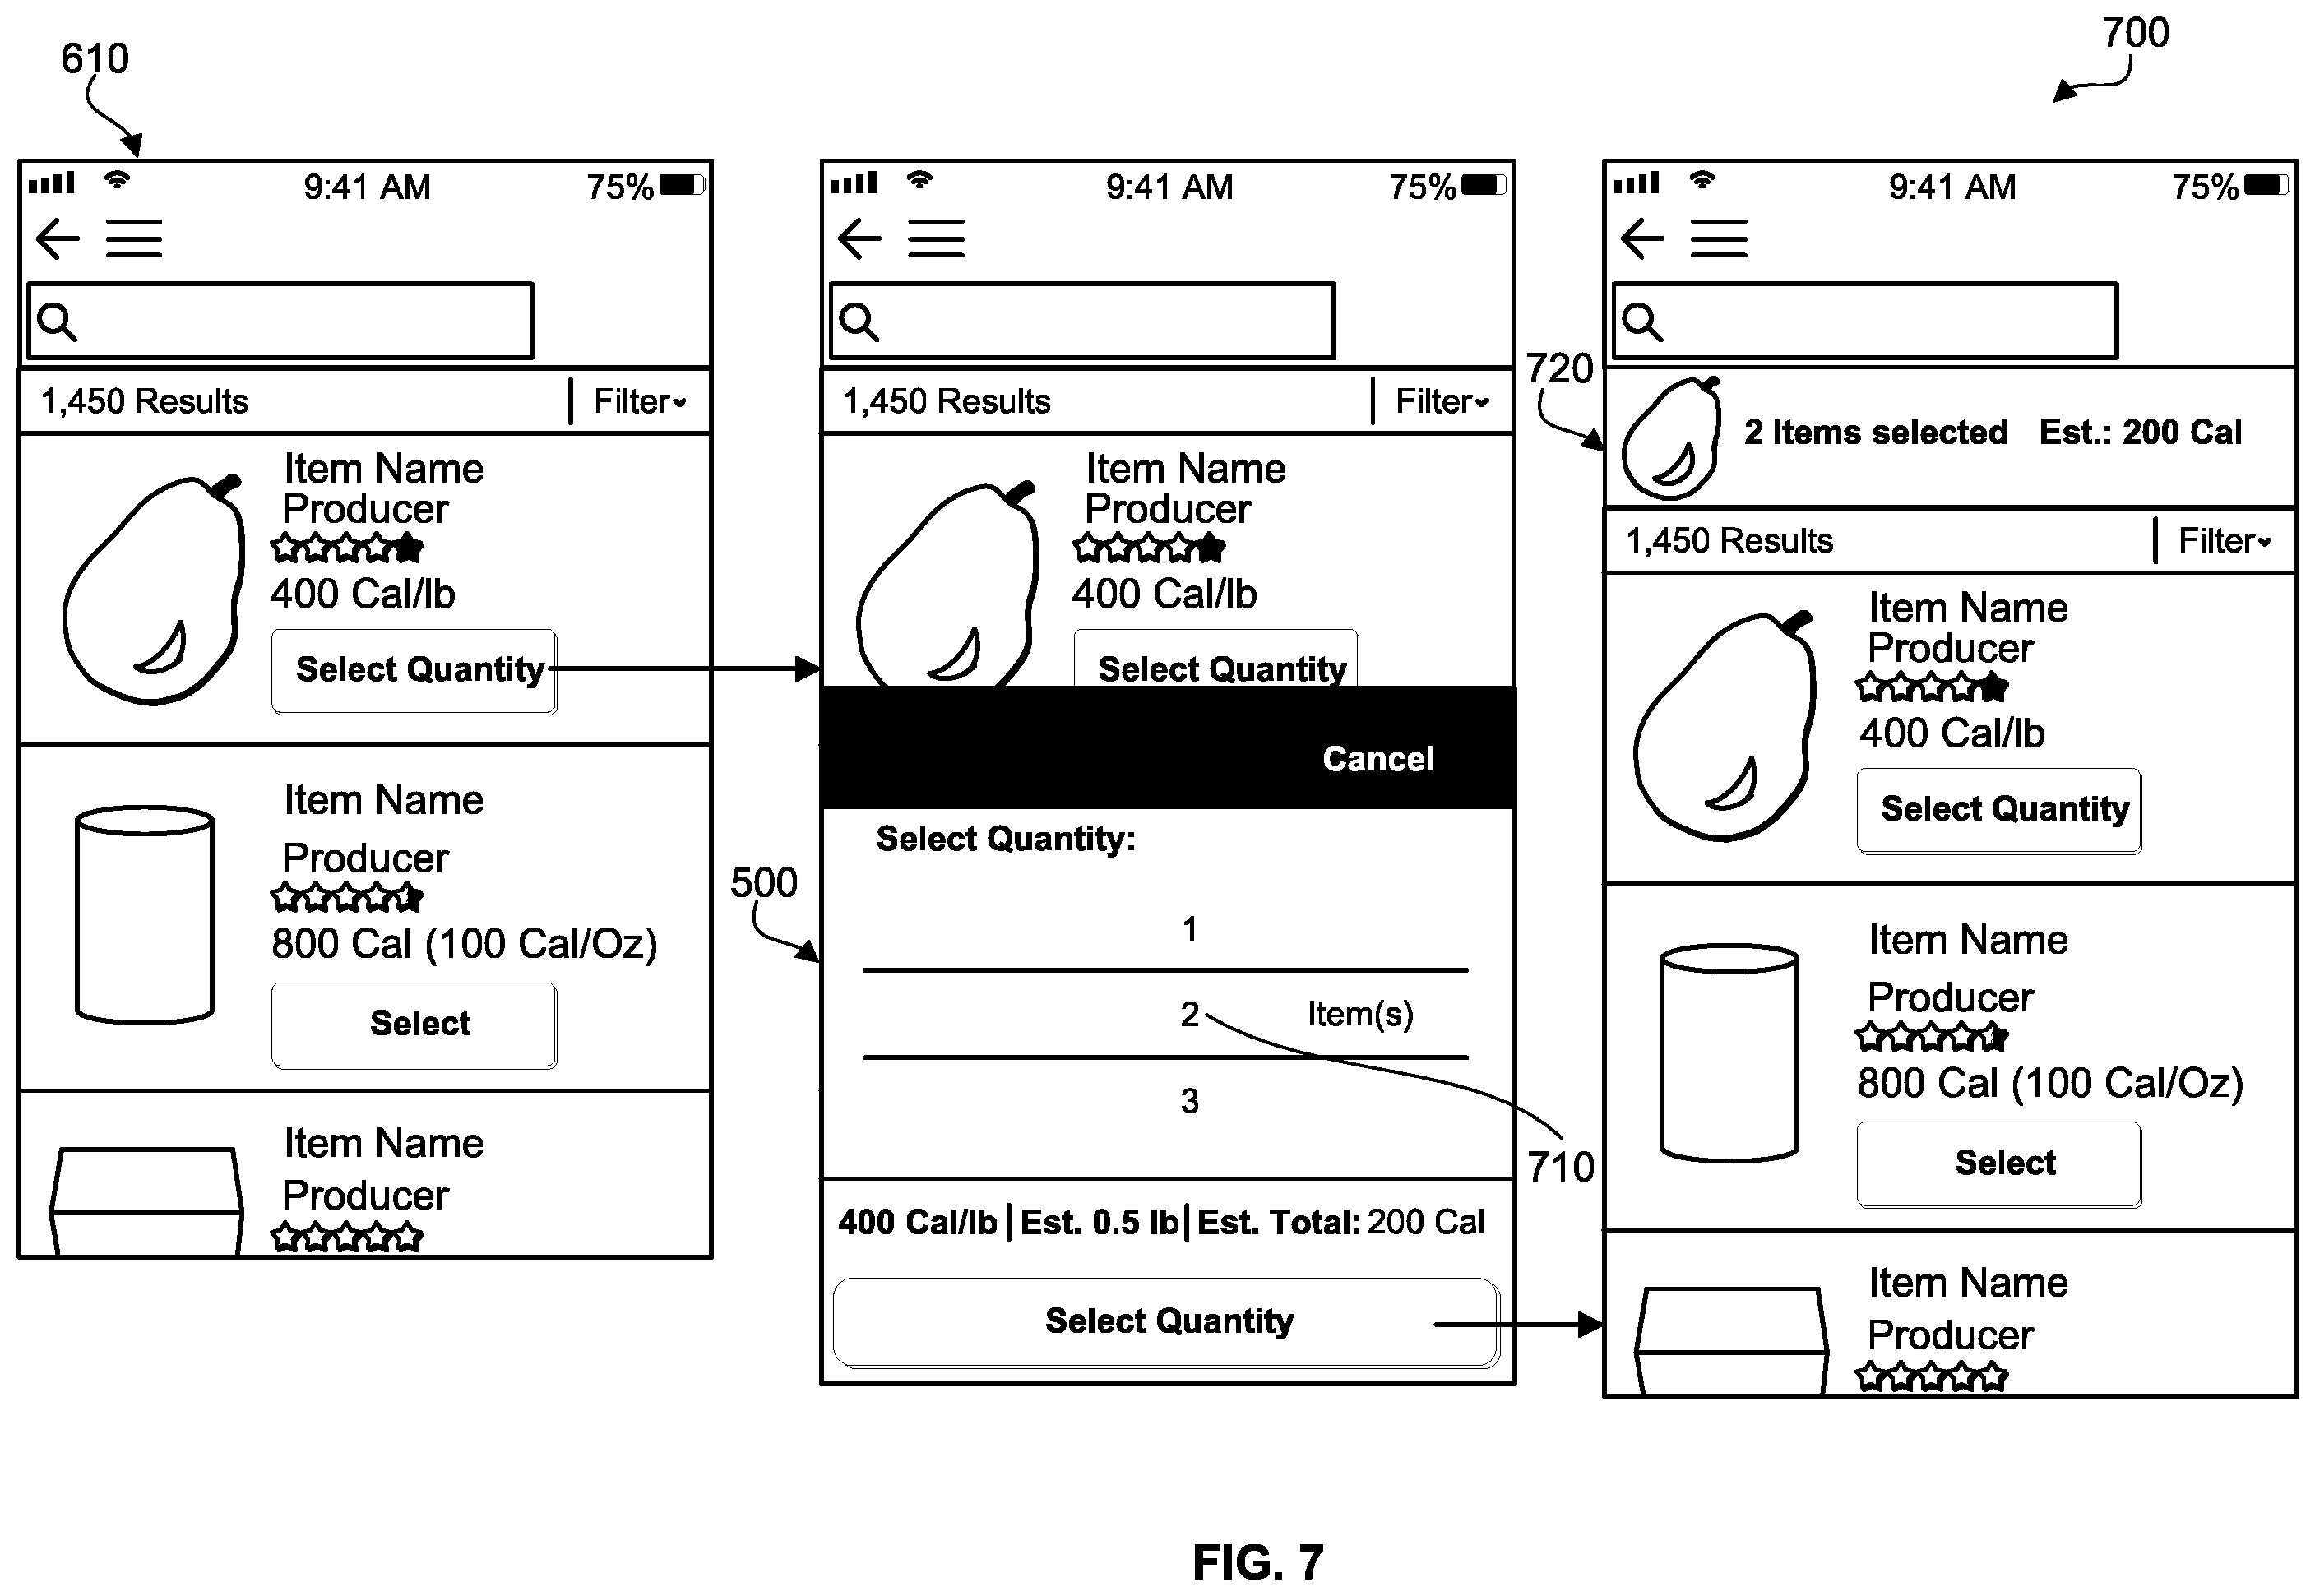 700
610
9:41 AM 75%
1,450 Results Filter
Item Name
Producer
400 Cal/lb
Select Quantity
Item Name
Producer
800 Cal (100 Cal/Oz)
Select
Item Name
Producer
9:41 AM 75%
1,450 Results Filter
Item Name
Producer
400 Cal/lb
Select Quantity
Cancel
500
Select Quantity:
1
2 Item(s)
3
710
400 Cal/lb | Est. 0.5 lb | Est. Total: 200 Cal
Select Quantity
9:41 AM 75%
720
2 Items selected Est.: 200 Cal
1,450 Results Filter
Item Name
Producer
400 Cal/lb
Select Quantity
Item Name
Producer
800 Cal (100 Cal/Oz)
Select
Item Name
Producer
FIG. 7